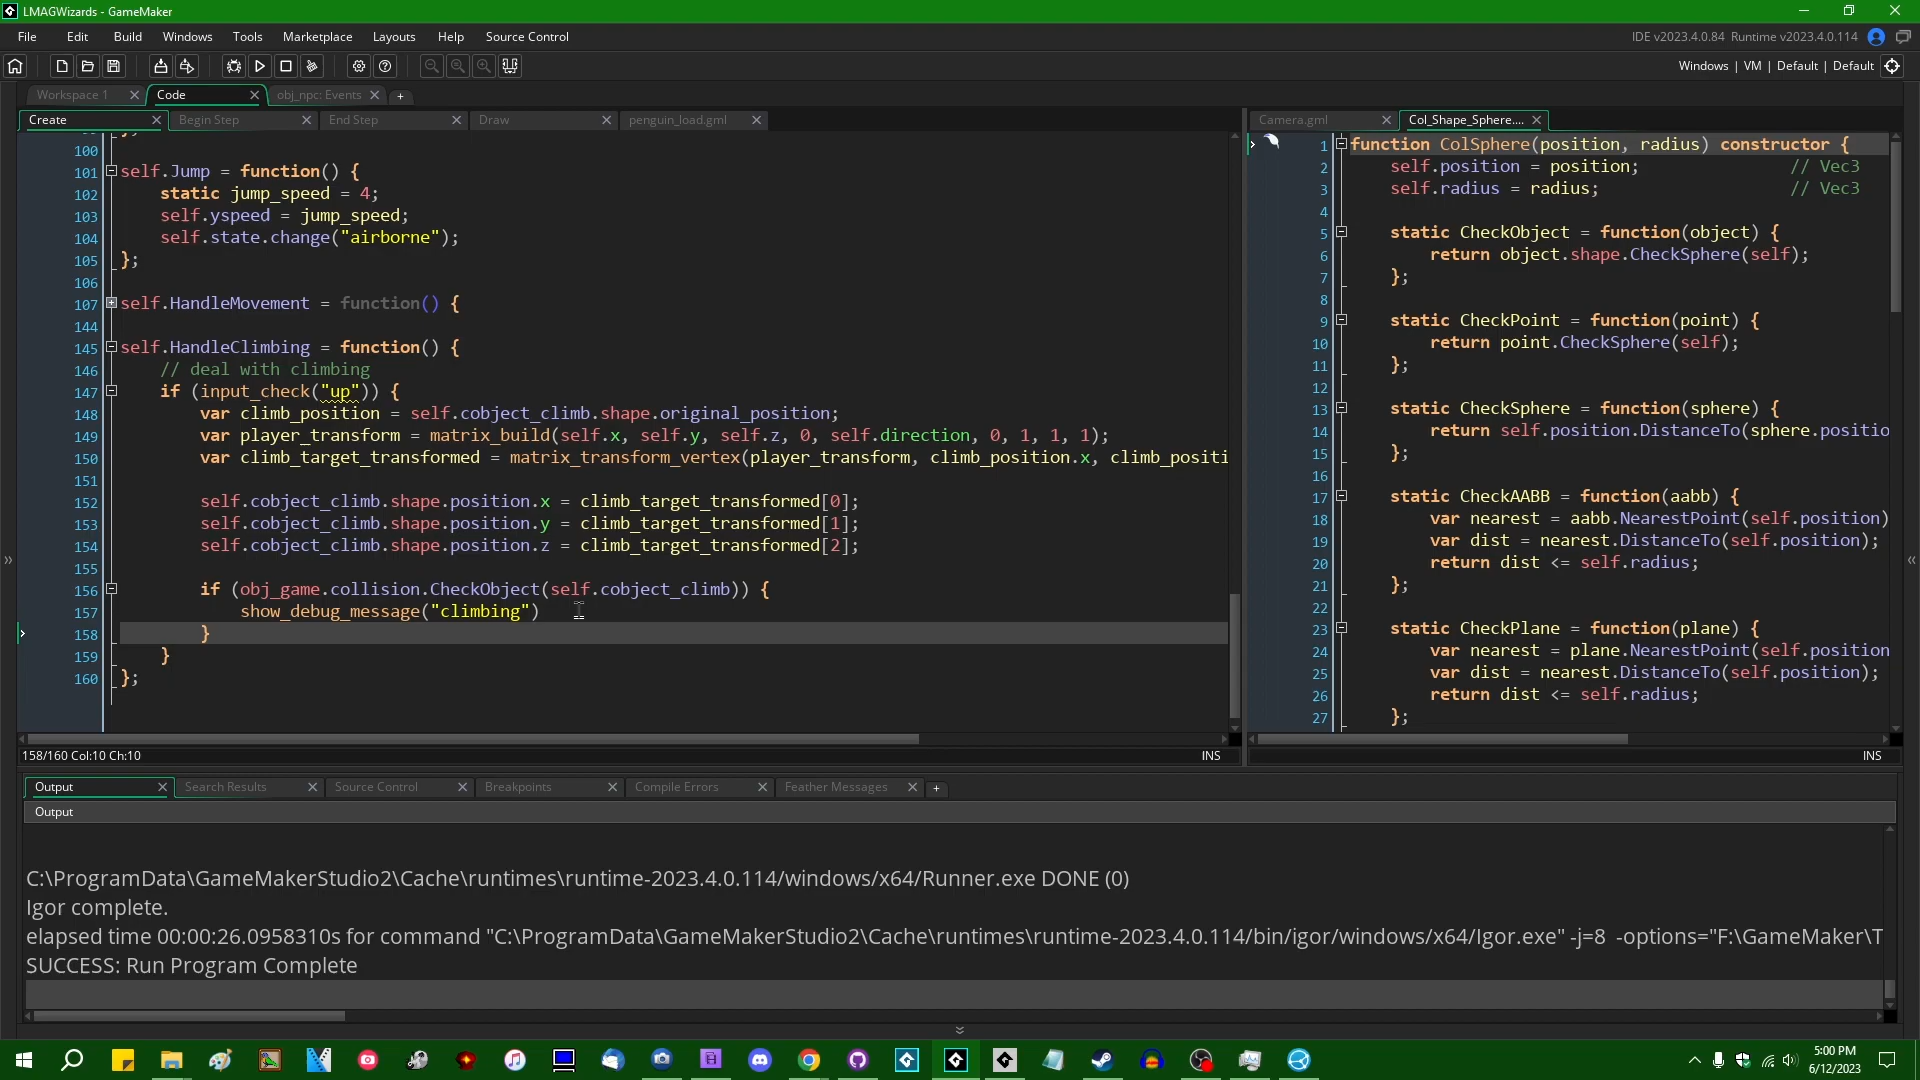 LMAGWizards - GameMaker
File Edit Build Windows Tools Marketplace Layouts Help Source Control
IDE v2023.4.0.84 Runtime v2023.4.0.114
Windows | VM | Default | Default
Workspace 1 Code obj_npc: Events +
Create Begin Step End Step Draw penguin_load.gml
100
101 self.Jump = function() {
102 static jump_speed = 4;
103 self.yspeed = jump_speed;
104 self.state.change("airborne");
105 };
106
107 self.HandleMovement = function() {
144
145 self.HandleClimbing = function() {
146 // deal with climbing
147 if (input_check("up")) {
148 var climb_position = self.cobject_climb.shape.original_position;
149 var player_transform = matrix_build(self.x, self.y, self.z, 0, self.direction, 0, 1, 1, 1);
150 var climb_target_transformed = matrix_transform_vertex(player_transform, climb_position.x, climb_positi
151
152 self.cobject_climb.shape.position.x = climb_target_transformed[0];
153 self.cobject_climb.shape.position.y = climb_target_transformed[1];
154 self.cobject_climb.shape.position.z = climb_target_transformed[2];
155
156 if (obj_game.collision.CheckObject(self.cobject_climb)) {
157 show_debug_message("climbing")
158 }
159 }
160 };
158/160 Col:10 Ch:10 INS
Camera.gml Col_Shape_Sphere....
1 function ColSphere(position, radius) constructor {
2 self.position = position; // Vec3
3 self.radius = radius; // Vec3
4
5 static CheckObject = function(object) {
6 return object.shape.CheckSphere(self);
7 };
8
9 static CheckPoint = function(point) {
10 return point.CheckSphere(self);
11 };
12
13 static CheckSphere = function(sphere) {
14 return self.position.DistanceTo(sphere.positio
15 };
16
17 static CheckAABB = function(aabb) {
18 var nearest = aabb.NearestPoint(self.position)
19 var dist = nearest.DistanceTo(self.position);
20 return dist <= self.radius;
21 };
22
23 static CheckPlane = function(plane) {
24 var nearest = plane.NearestPoint(self.position
25 var dist = nearest.DistanceTo(self.position);
26 return dist <= self.radius;
27 };
INS
Output Search Results Source Control Breakpoints Compile Errors Feather Messages +
Output
C:\ProgramData\GameMakerStudio2\Cache\runtimes\runtime-2023.4.0.114/windows/x64/Runner.exe DONE (0)
Igor complete.
elapsed time 00:00:26.0958310s for command "C:\ProgramData\GameMakerStudio2\Cache\runtimes\runtime-2023.4.0.114/bin/igor/windows/x64/Igor.exe" -j=8 -options="F:\GameMaker\T
SUCCESS: Run Program Complete
5:00 PM
6/12/2023